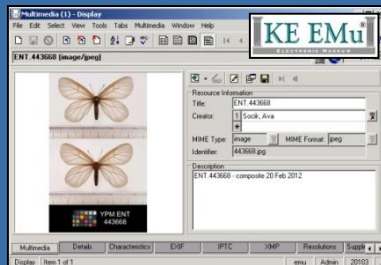 Multimedia (1) - Display
File Edit Select View Tools Tabs Multimedia Window Help
KE EMu
ELECTRONIC MUSEUM
ENT.443668 (image/jpeg)
Resource Information
Title: ENT.443668
Creator: 1 Socik, Ava
MIME Type: image MIME Format: jpeg
Identifier: 443668.jpg
Description:
ENT.443668 - composite 20 Feb 2012
YPM ENT
443668
Multimedia Details Characteristics EXIF IPTC XMP Resolutions Supple
Display Item 1 of 1 emu Admin 20183